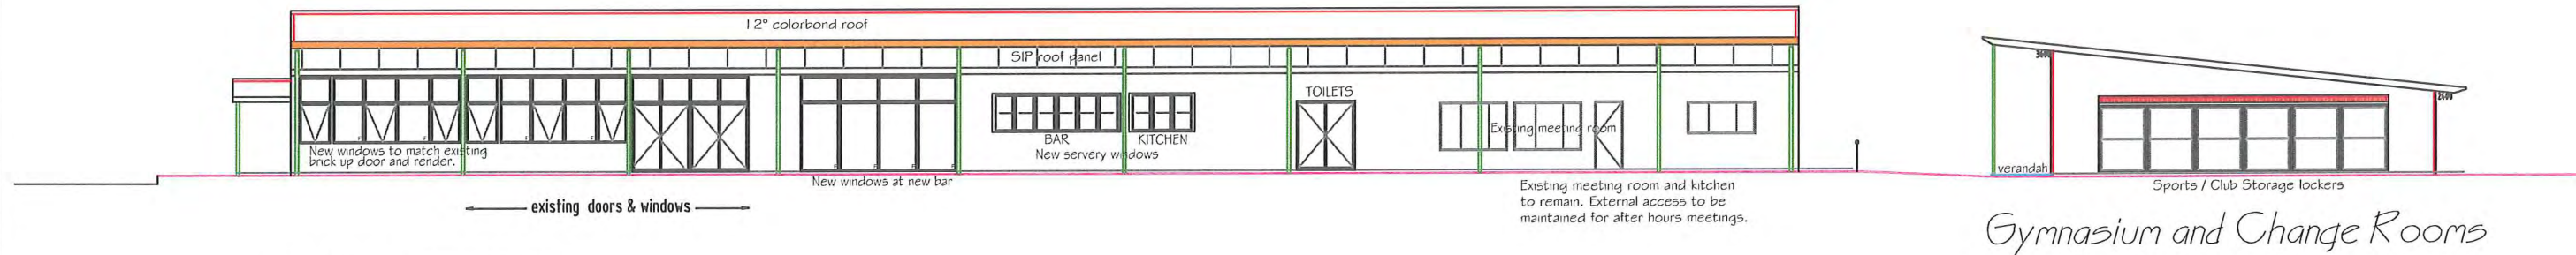 12° colorbond roof
SIP roof panel
3600
2600
TOILETS
Existing meeting room
BAR
KITCHEN
New windows to match existing
brick up door and render.
New servery windows
verandah
New windows at new bar
Sports / Club Storage lockers
existing doors & windows
Existing meeting room and kitchen
to remain. External access to be
maintained for after hours meetings.
Gymnasium and Change Rooms